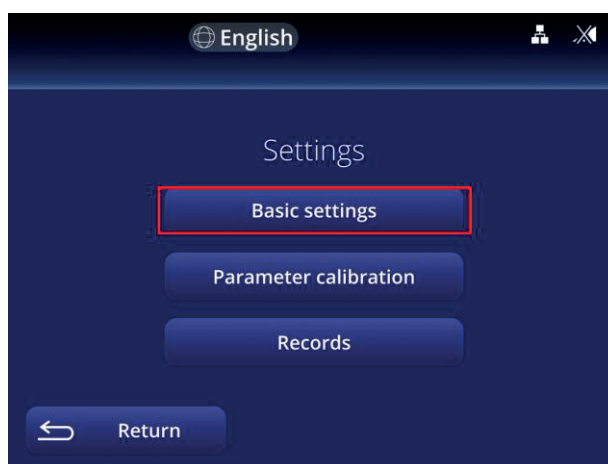 English
Settings
Basic settings
Parameter calibration
Records
Return